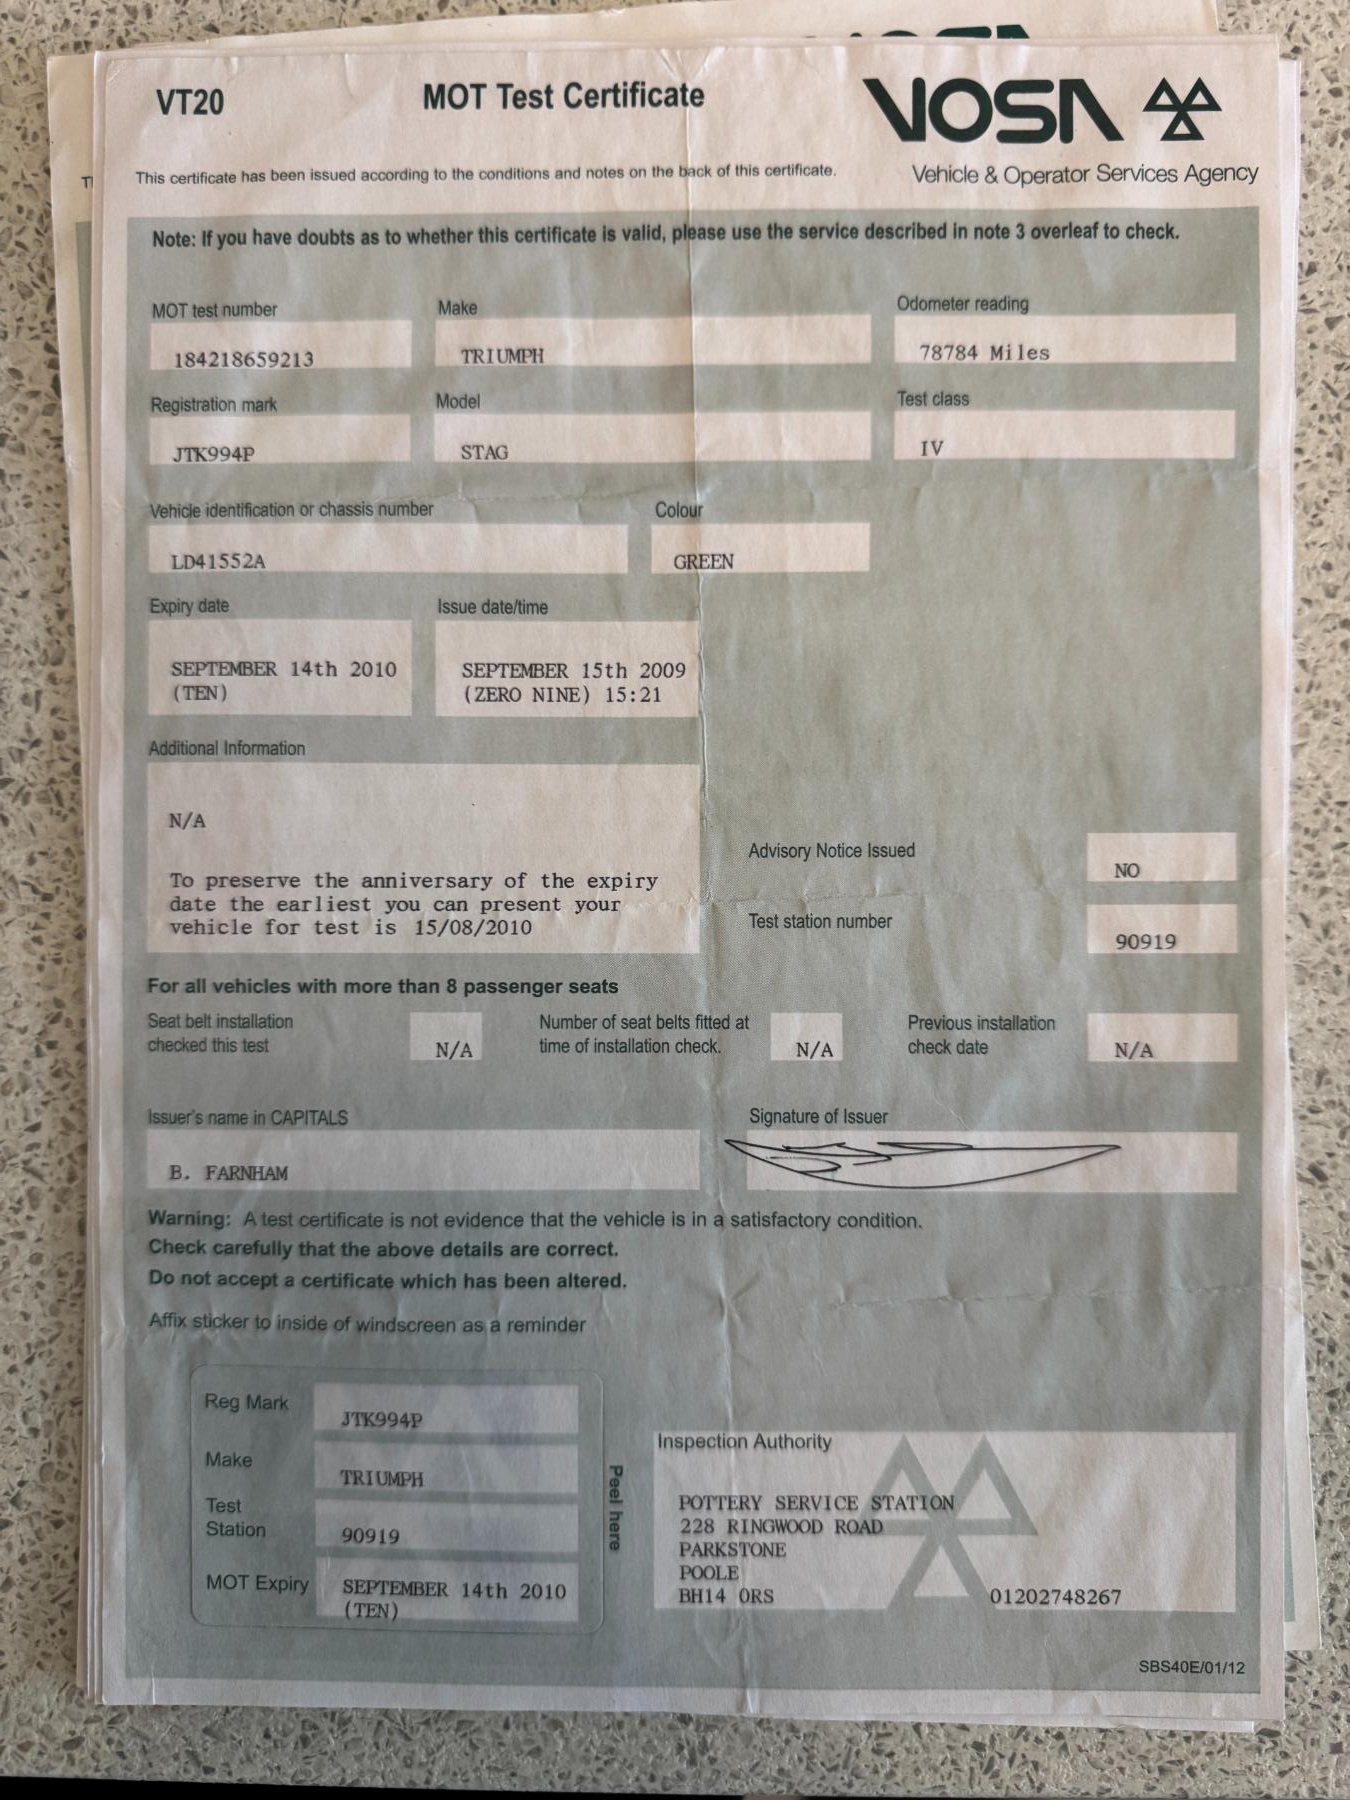 VT20
MOT Test Certificate
VOSA
Vehicle & Operator Services Agency
This certificate has been issued according to the conditions and notes on the back of this certificate.
Note: If you have doubts as to whether this certificate is valid, please use the service described in note 3 overleaf to check.
MOT test number
184218659213
Make
TRIUMPH
Odometer reading
78784 Miles
Registration mark
JTK994P
Model
STAG
Test class
IV
Vehicle identification or chassis number
LD41552A
Colour
GREEN
Expiry date
SEPTEMBER 14th 2010
(TEN)
Issue date/time
SEPTEMBER 15th 2009
(ZERO NINE) 15:21
Additional Information
N/A
To preserve the anniversary of the expiry
date the earliest you can present your
vehicle for test is 15/08/2010
Advisory Notice Issued
NO
Test station number
90919
For all vehicles with more than 8 passenger seats
Seat belt installation
checked this test
N/A
Number of seat belts fitted at
time of installation check.
N/A
Previous installation
check date
N/A
Issuer's name in CAPITALS
B. FARNHAM
Signature of Issuer
Warning: A test certificate is not evidence that the vehicle is in a satisfactory condition.
Check carefully that the above details are correct.
Do not accept a certificate which has been altered.
Affix sticker to inside of windscreen as a reminder
Reg Mark
JTK994P
Make
TRIUMPH
Test
Station
90919
MOT Expiry
SEPTEMBER 14th 2010
(TEN)
Peel here
Inspection Authority
POTTERY SERVICE STATION
228 RINGWOOD ROAD
PARKSTONE
POOLE
BH14 0RS
01202748267
SBS40E/01/12